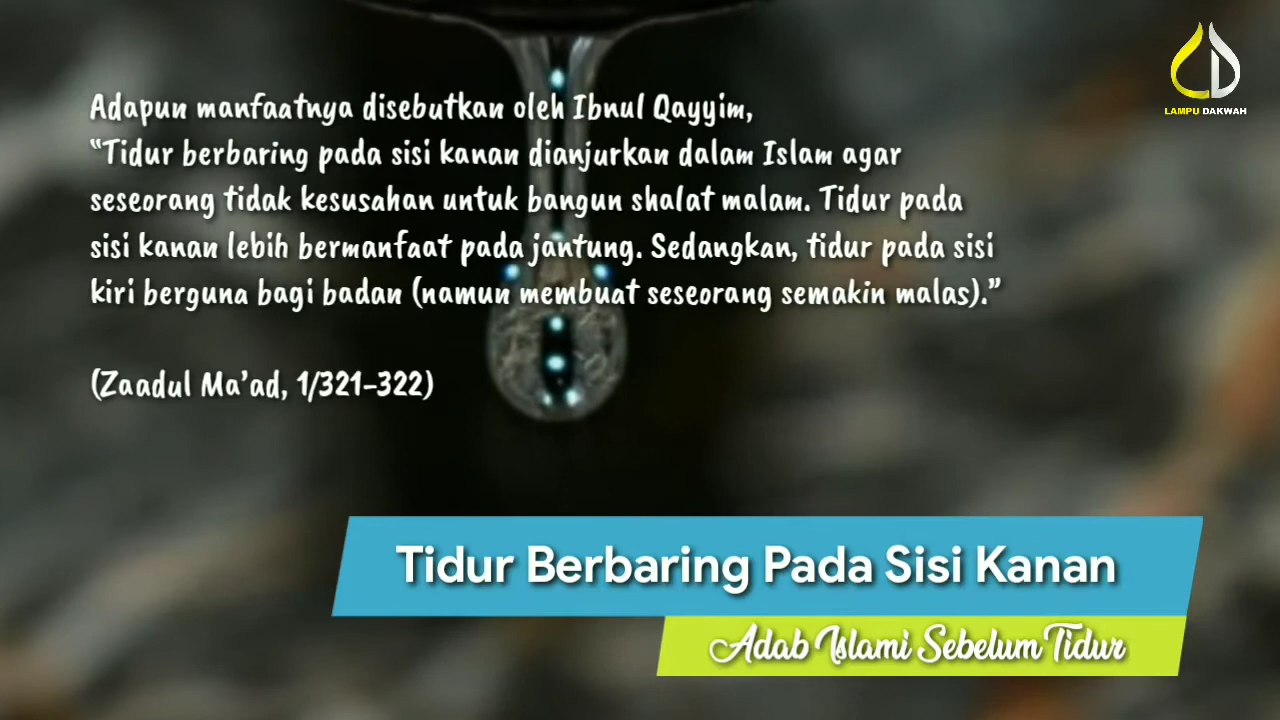 LAMPU DAKWAH
Adapun manfaatnya disebutkan oleh Ibnul Qayyim,
“Tidur berbaring pada sisi kanan dianjurkan dalam Islam agar
seseorang tidak kesusahan untuk bangun shalat malam. Tidur pada
sisi kanan lebih bermanfaat pada jantung. Sedangkan, tidur pada sisi
kiri berguna bagi badan (namun membuat seseorang semakin malas).”
(Zaadul Ma’ad, 1/321-322)
Tidur Berbaring Pada Sisi Kanan
Adab Islami Sebelum Tidur